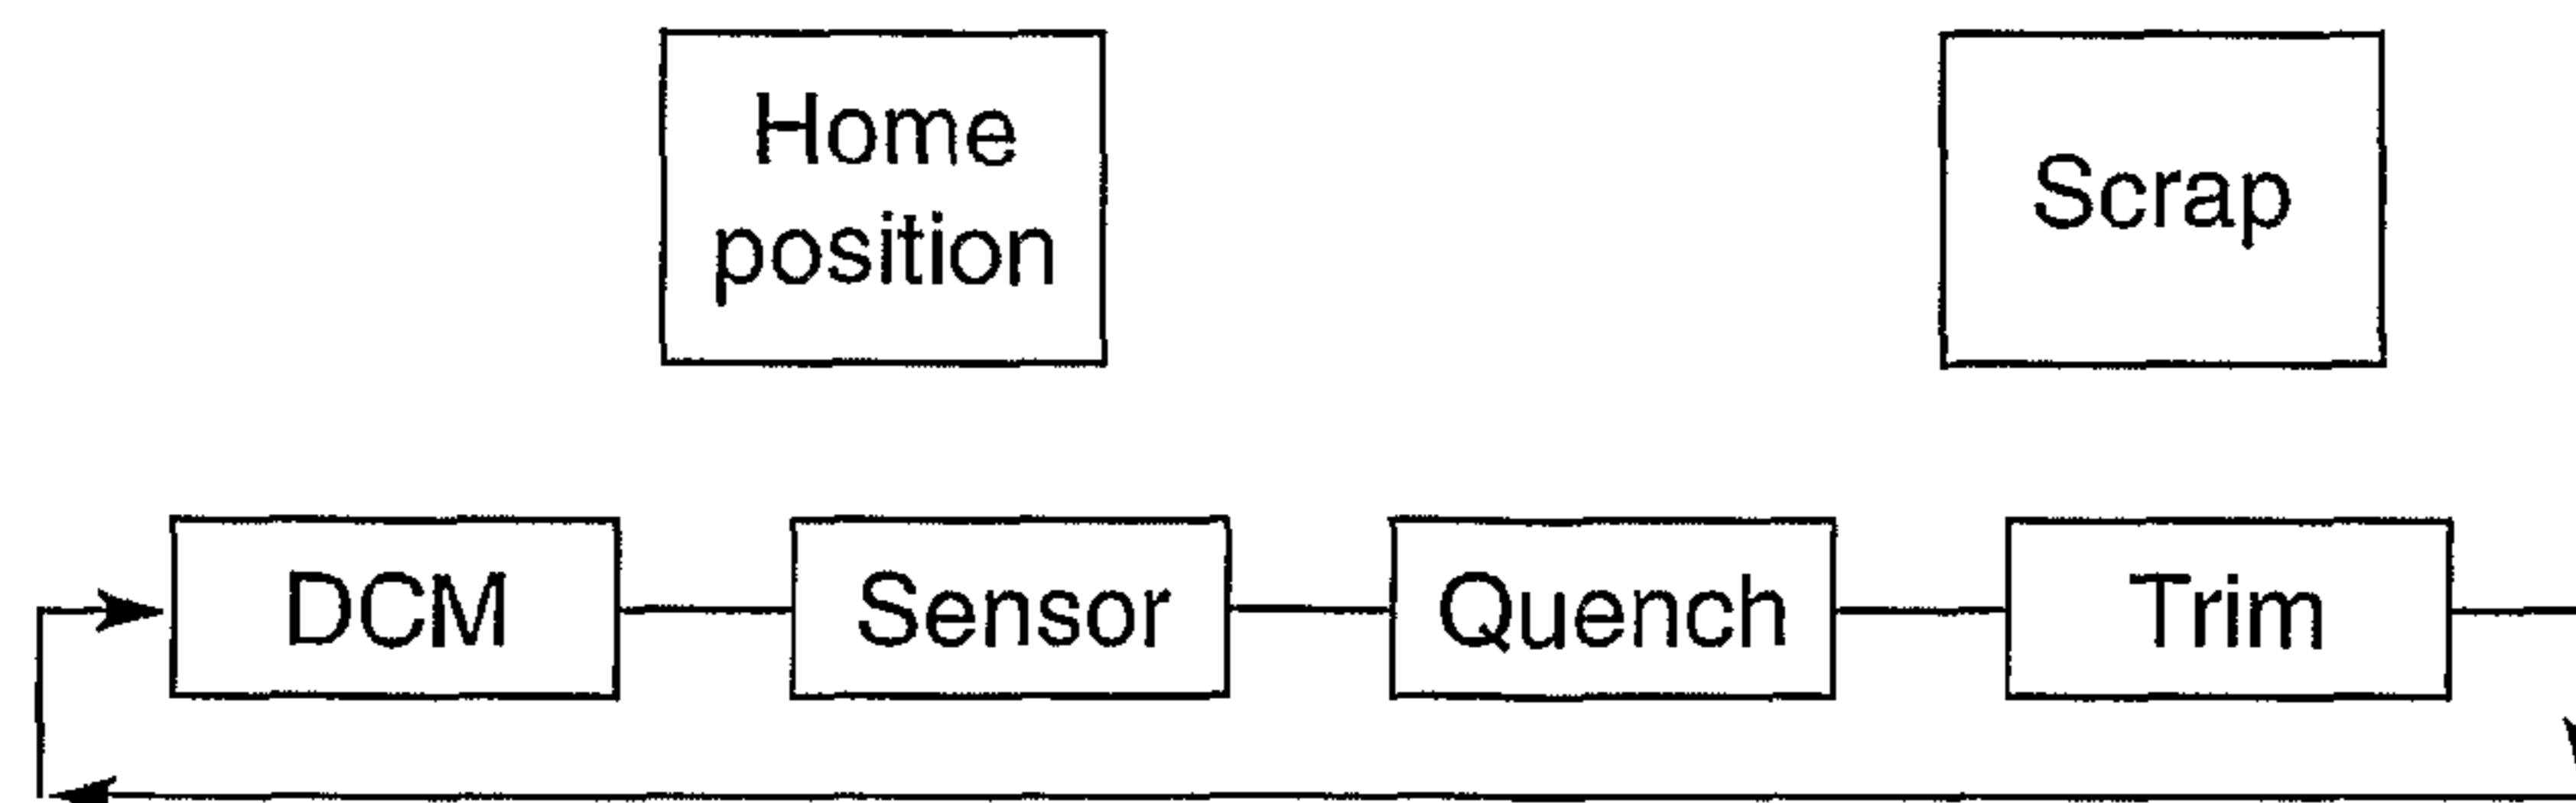 Home
position
Scrap
DCM
Sensor
Quench
Trim